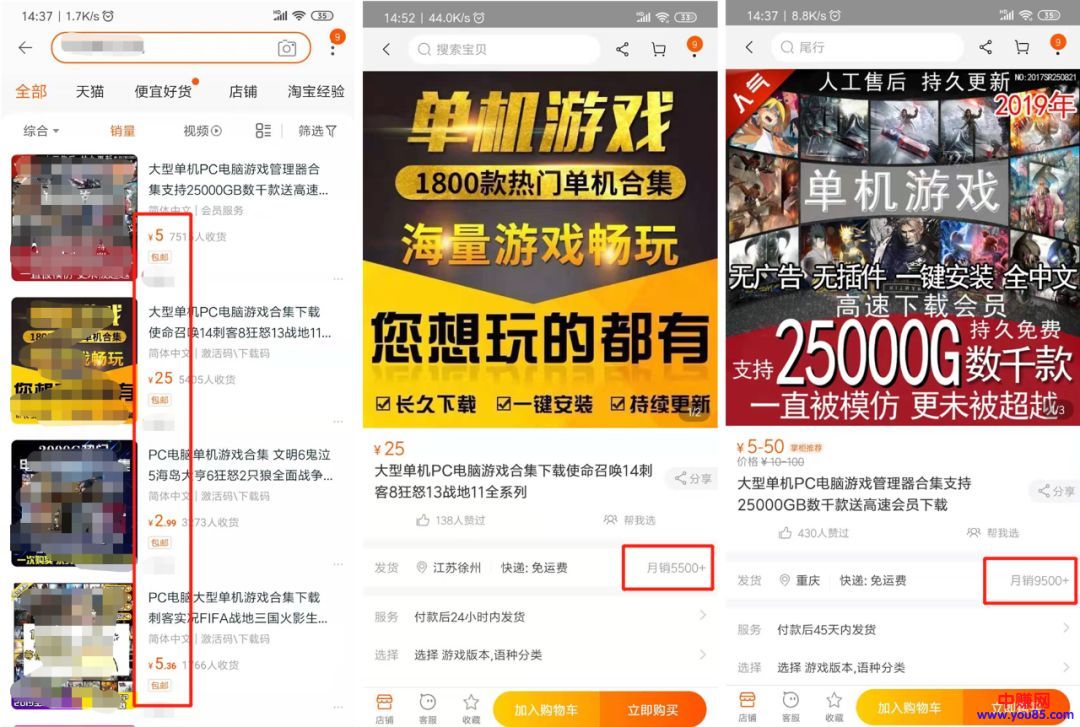 14:37 | 1.7K/s
HD 35
9
全部
天猫
便宜好货
店铺
淘宝经验
综合
销量
视频
筛选
大型单机PC电脑游戏管理器合
集支持25000GB数千款送高速...
简体中文 | 会员服务
¥5
7515人收货
包邮
一直被模仿 更未被超越
大型单机PC电脑游戏合集下载
使命召唤14刺客8狂怒13战地11...
简体中文 | 激活码\下载码
¥25
5405人收货
包邮
PC电脑单机游戏合集 文明6鬼泣
5海岛大亨6狂怒2只狼全面战争...
简体中文 | 激活码\下载码
¥2.99
3273人收货
包邮
PC电脑大型单机游戏合集下载
刺客实况FIFA战地三国火影生...
简体中文 | 激活码\下载码
¥5.36
1766人收货
包邮
14:52 | 44.0K/s
HD 33
搜索宝贝
9
单机游戏
1800款热门单机合集
海量游戏畅玩
您想玩的都有
长久下载 一键安装 持续更新
1/2
¥25
大型单机PC电脑游戏合集下载使命召唤14刺
客8狂怒13战地11全系列
分享
138人赞过
帮我选
发货 江苏徐州 快递: 免运费
月销5500+
服务 付款后24小时内发货
选择 选择 游戏版本,语种分类
店铺
客服
收藏
加入购物车
立即购买
14:37 | 8.8K/s
HD 35
尾行
9
人气
人工售后 持久更新
NO:2017SR250821
2019年
单机游戏
无广告 无插件 一键安装 全中文
高速下载会员
支持25000G
持久免费
数千款
一直被模仿 更未被超越
1/3
¥5-50 掌柜推荐
价格 ¥10-100
大型单机PC电脑游戏管理器合集支持
25000GB数千款送高速会员下载
分享
430人赞过
帮我选
发货 重庆 快递: 免运费
月销9500+
服务 付款后45天内发货
选择 选择 游戏版本,语种分类
店铺
客服
收藏
加入购物车
中赚网
www.you85.com